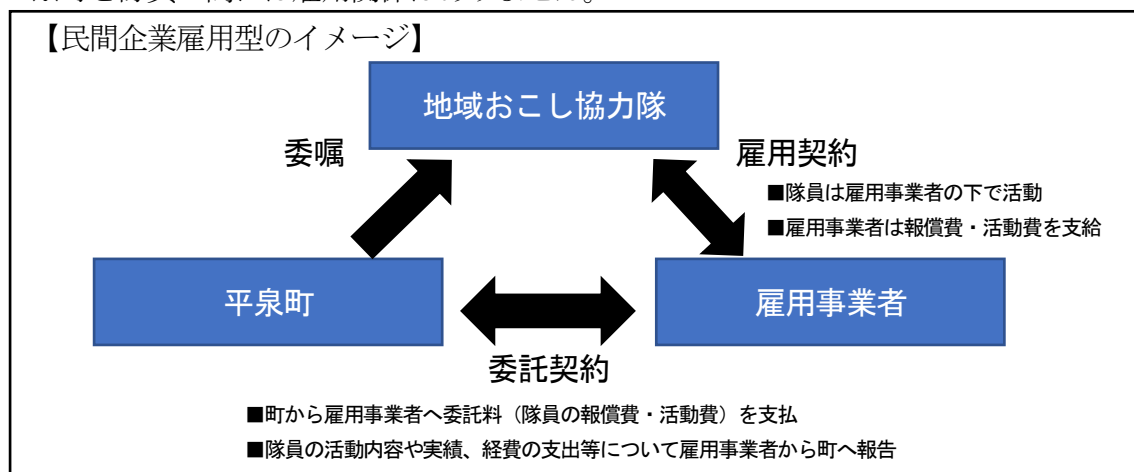 【民間企業雇用型のイメージ】
地域おこし協力隊
委嘱
雇用契約
■隊員は雇用事業者の下で活動
■雇用事業者は報償費・活動費を支給
平泉町
雇用事業者
委託契約
■町から雇用事業者へ委託料（隊員の報償費・活動費）を支払
■隊員の活動内容や実績、経費の支出等について雇用事業者から町へ報告